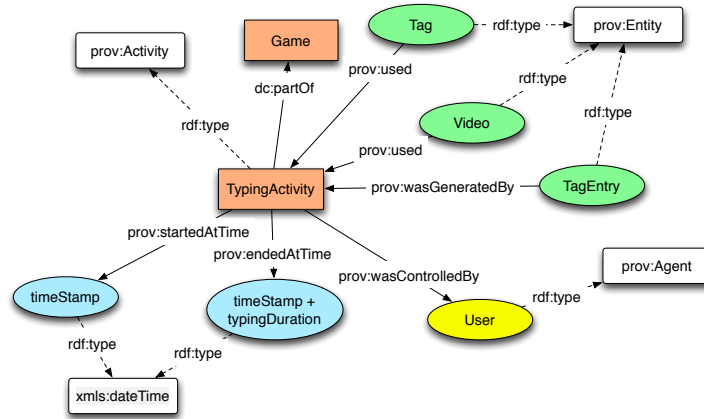 Tag
rdf:type
prov:Entity
Game
prov:Activity
prov:used
dc:partOf
rdf:type
Video
rdf:type
rdf:type
prov:used
TypingActivity
prov:wasGeneratedBy
TagEntry
prov:startedAtTime
prov:endedAtTime
prov:wasControlledBy
prov:Agent
timeStamp
timeStamp +
typingDuration
rdf:type
User
rdf:type
rdf:type
xmls:dateTime